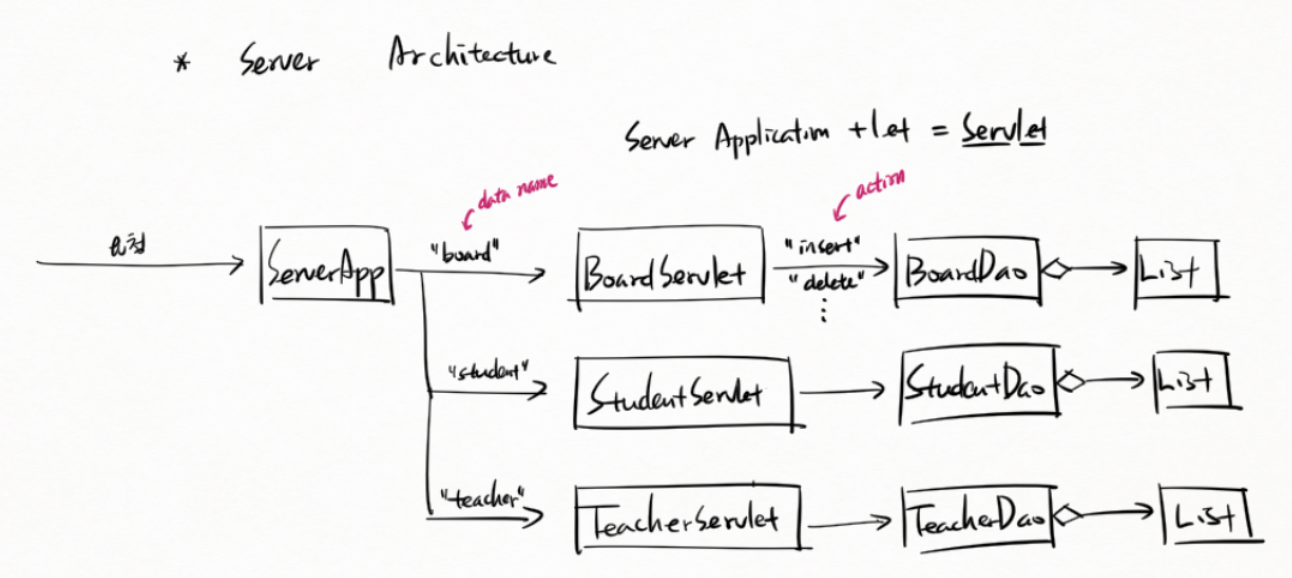 * Server Architecture
Server Application + let = Servlet
data name
action
요청
ServerApp
"board"
BoardServlet
"insert"
"delete"
⋮
BoardDao
List
"student"
StudentServlet
StudentDao
List
"teacher"
TeacherServlet
TeacherDao
List